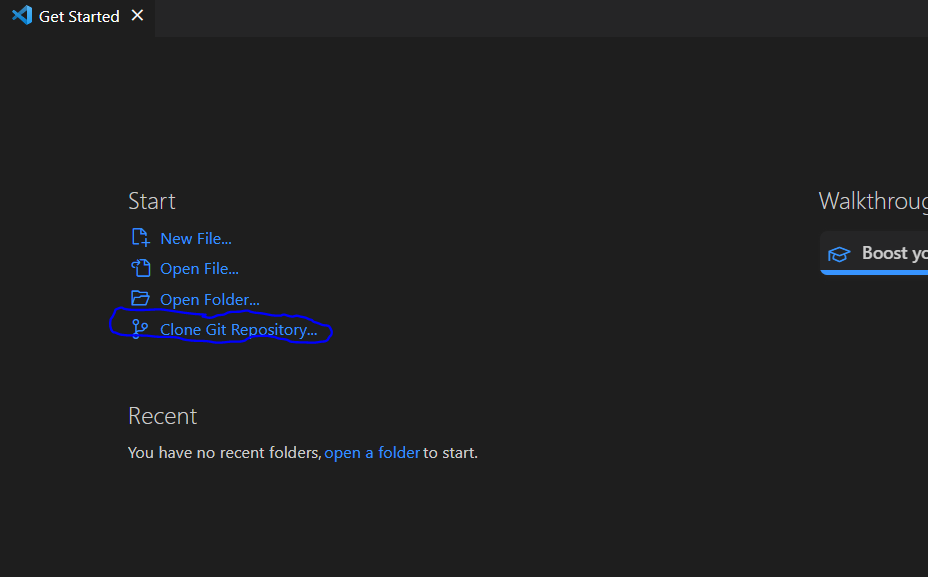 Get Started
Start
New File...
Open File...
Open Folder...
Clone Git Repository...
Recent
You have no recent folders, open a folder to start.
Walkthroug
Boost yo